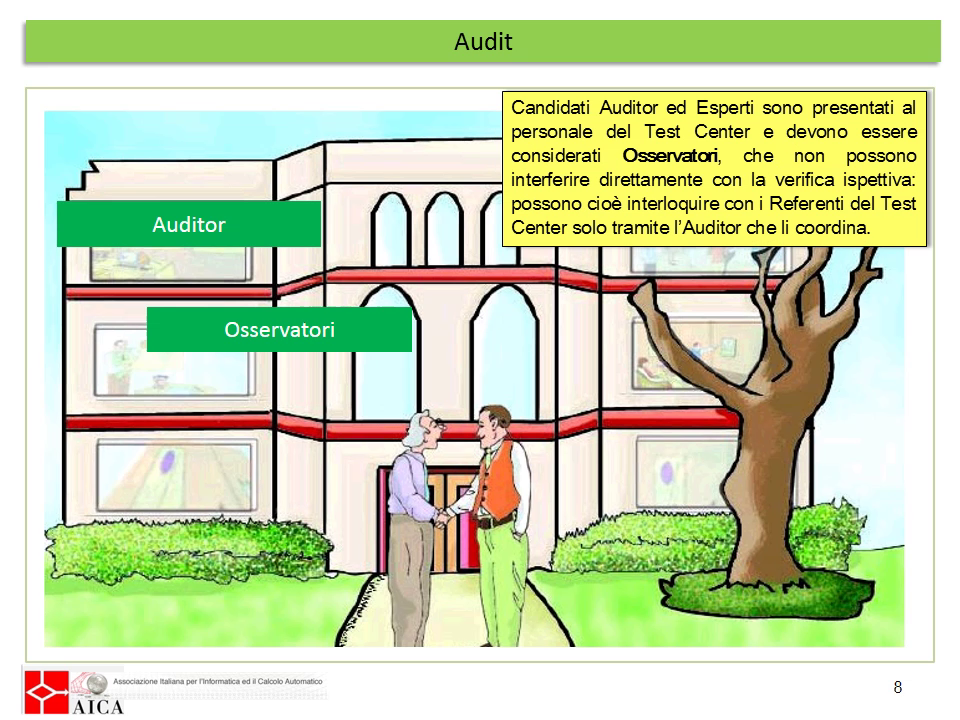 Audit
Candidati Auditor ed Esperti sono presentati al
personale del Test Center e devono essere
considerati Osservatori, che non possono
interferire direttamente con la verifica ispettiva:
possono cioè interloquire con i Referenti del Test
Center solo tramite l'Auditor che li coordina.
Auditor
Osservatori
Associazione Italiana per l'Informatica ed il Calcolo Automatico
AICA
8